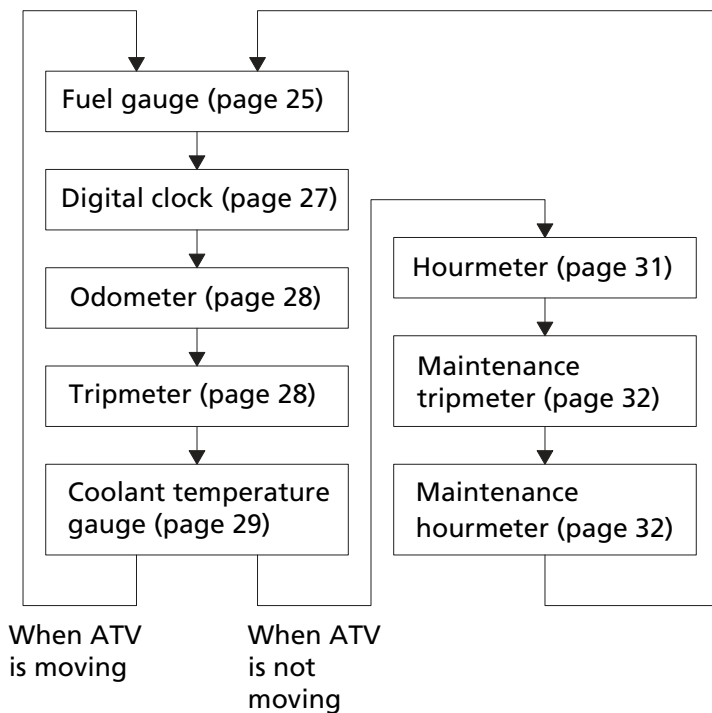 Fuel gauge (page 25)
Digital clock (page 27)
Odometer (page 28)
Tripmeter (page 28)
Coolant temperature
gauge (page 29)
When ATV
is moving
When ATV
is not
moving
Hourmeter (page 31)
Maintenance
tripmeter (page 32)
Maintenance
hourmeter (page 32)